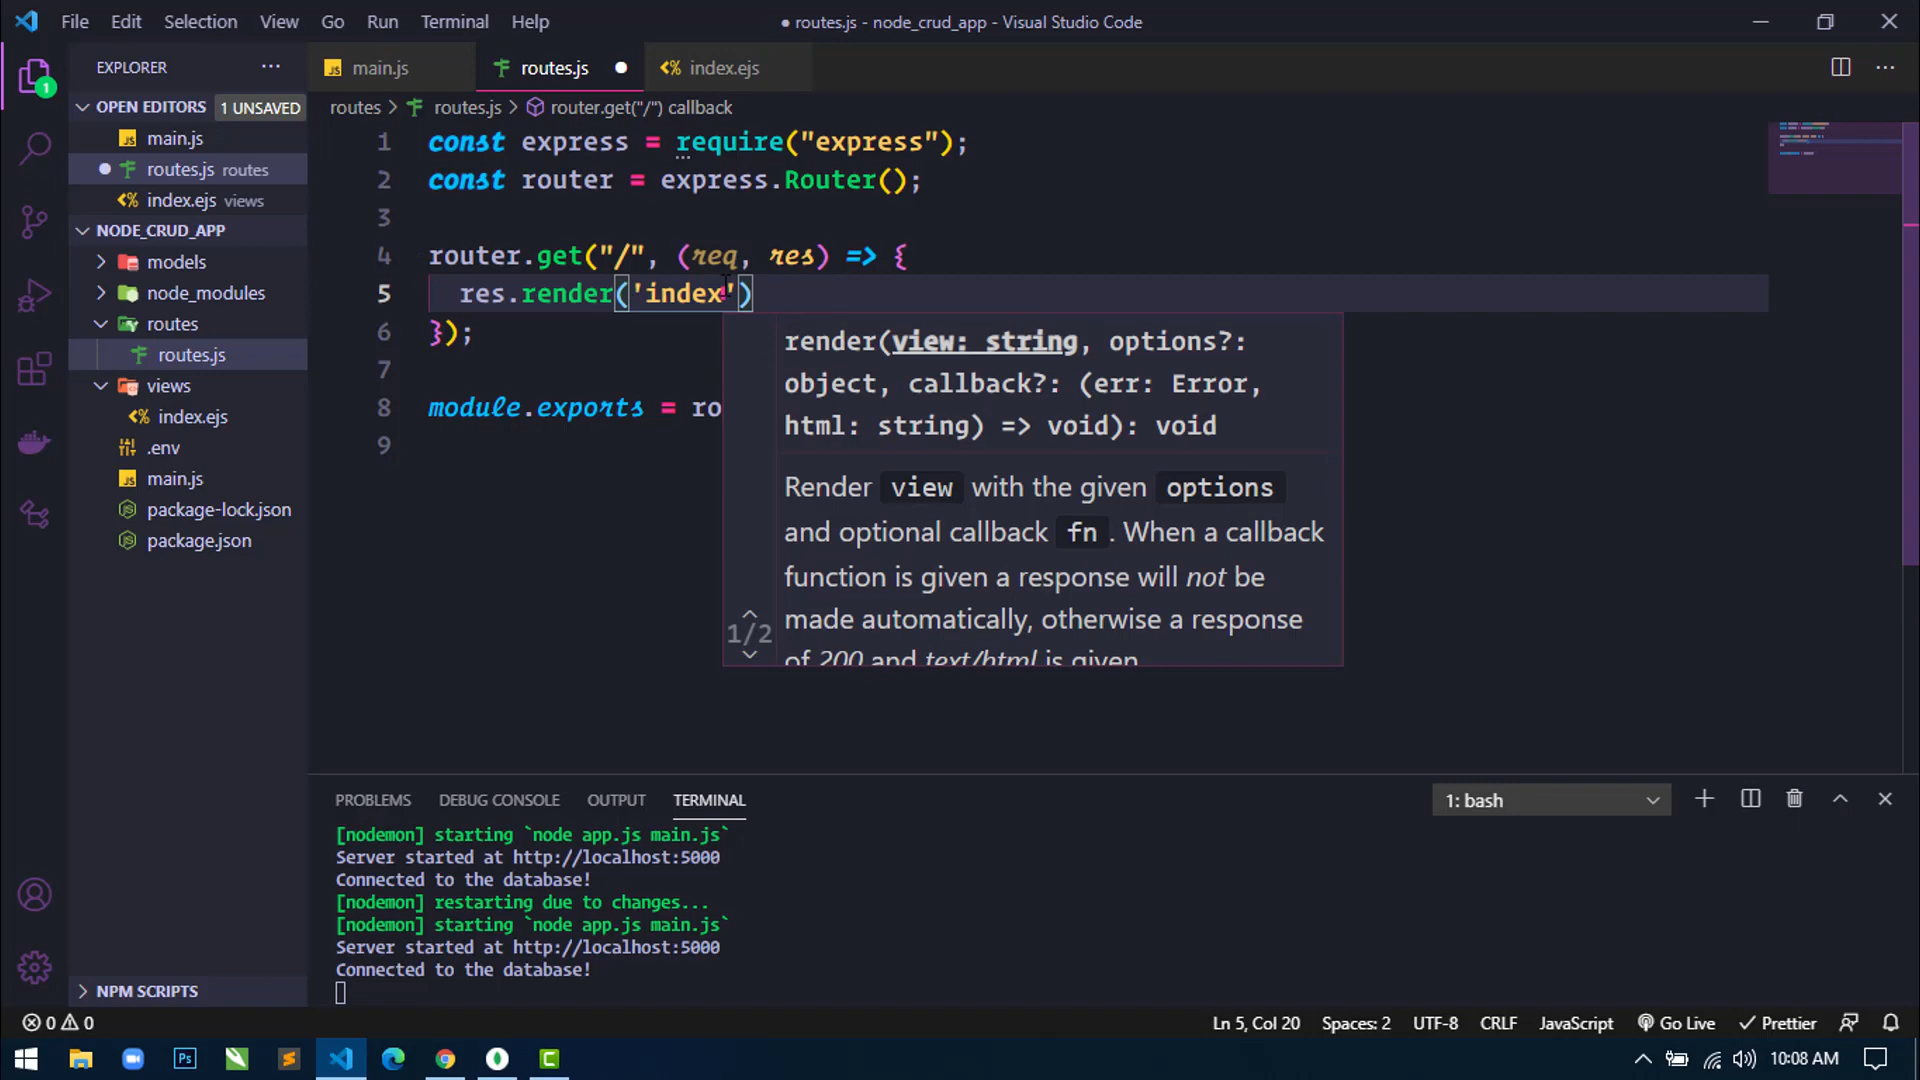 File Edit Selection View Go Run Terminal Help
● routes.js - node_crud_app - Visual Studio Code
1
EXPLORER
OPEN EDITORS 1 UNSAVED
main.js
routes.js routes
index.ejs views
NODE_CRUD_APP
models
node_modules
routes
routes.js
views
index.ejs
.env
main.js
package-lock.json
package.json
NPM SCRIPTS
main.js routes.js index.ejs
routes > routes.js > router.get("/") callback
1 const express = require("express");
2 const router = express.Router();
3
4 router.get("/", (req, res) => {
5 res.render('index')
6 });
7
8 module.exports = ro
9
render(view: string, options?:
object, callback?: (err: Error,
html: string) => void): void
Render view with the given options
and optional callback fn . When a callback
function is given a response will not be
made automatically, otherwise a response
of 200 and text/html is given.
1/2
PROBLEMS DEBUG CONSOLE OUTPUT TERMINAL
1: bash
[nodemon] starting `node app.js main.js`
Server started at http://localhost:5000
Connected to the database!
[nodemon] restarting due to changes...
[nodemon] starting `node app.js main.js`
Server started at http://localhost:5000
Connected to the database!
0 0
Ln 5, Col 20 Spaces: 2 UTF-8 CRLF JavaScript Go Live Prettier
Ps
10:08 AM